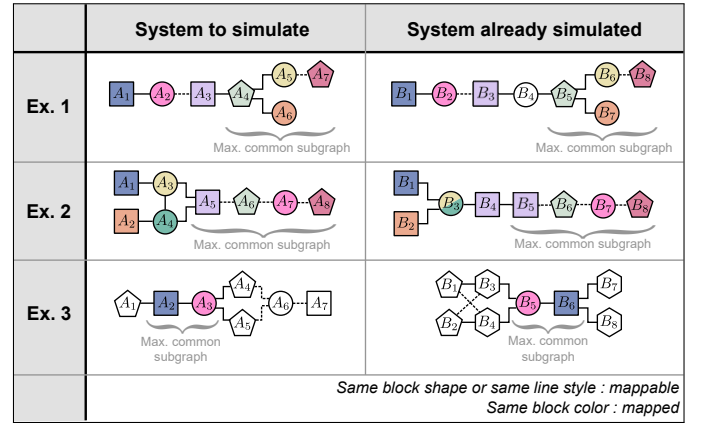 System to simulate
System already simulated
Ex. 1
A1 A2 A3 A4 A5 A6 A7
Max. common subgraph
B1 B2 B3 B4 B5 B6 B7 B8
Max. common subgraph
Ex. 2
A1 A2 A3 A4 A5 A6 A7 A8
Max. common subgraph
B1 B2 B3 B4 B5 B6 B7 B8
Max. common subgraph
Ex. 3
A1 A2 A3 A4 A5 A6 A7
Max. common
subgraph
B1 B2 B3 B4 B5 B6 B7 B8
Max. common
subgraph
Same block shape or same line style : mappable
Same block color : mapped